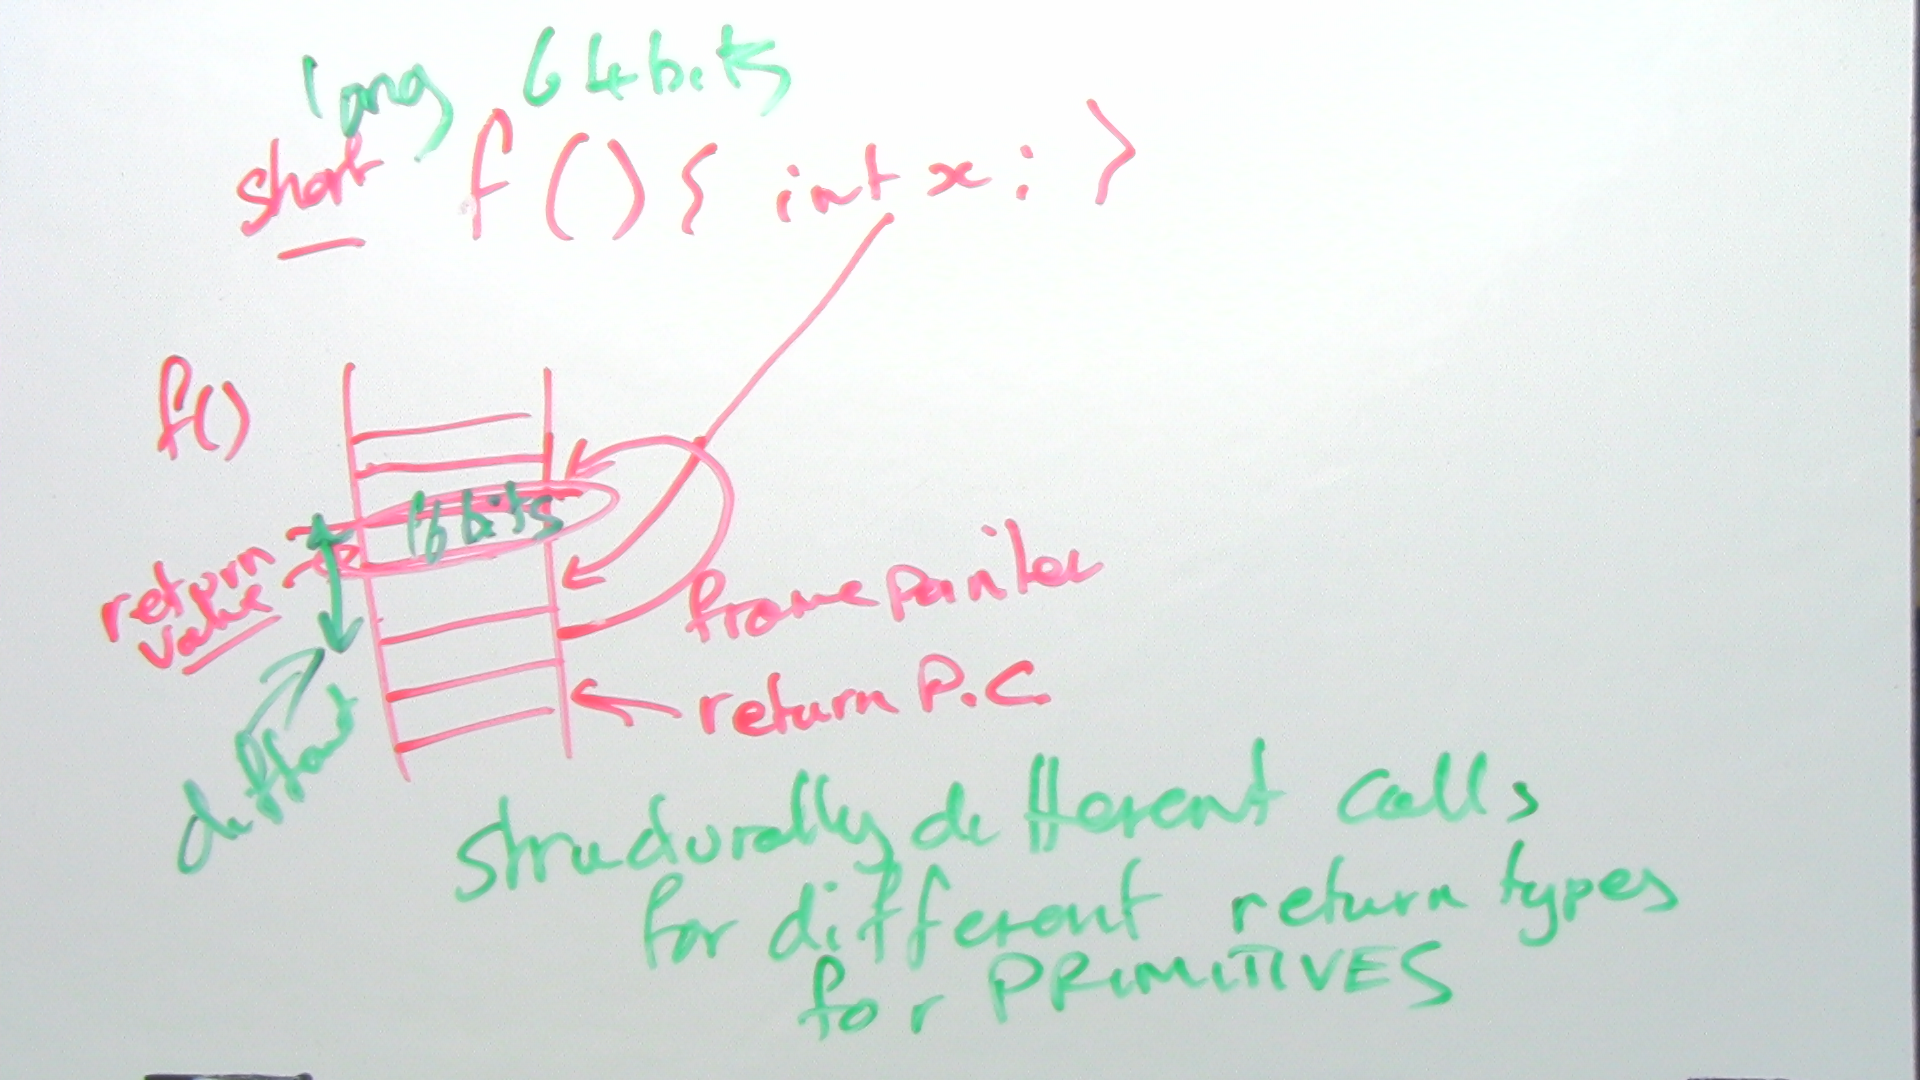 long 64 bits
short f() { int x; }
f()
16 bits
return
value
frame pointer
return P.C.
different
structurally different calls
for different return types
for PRIMITIVES